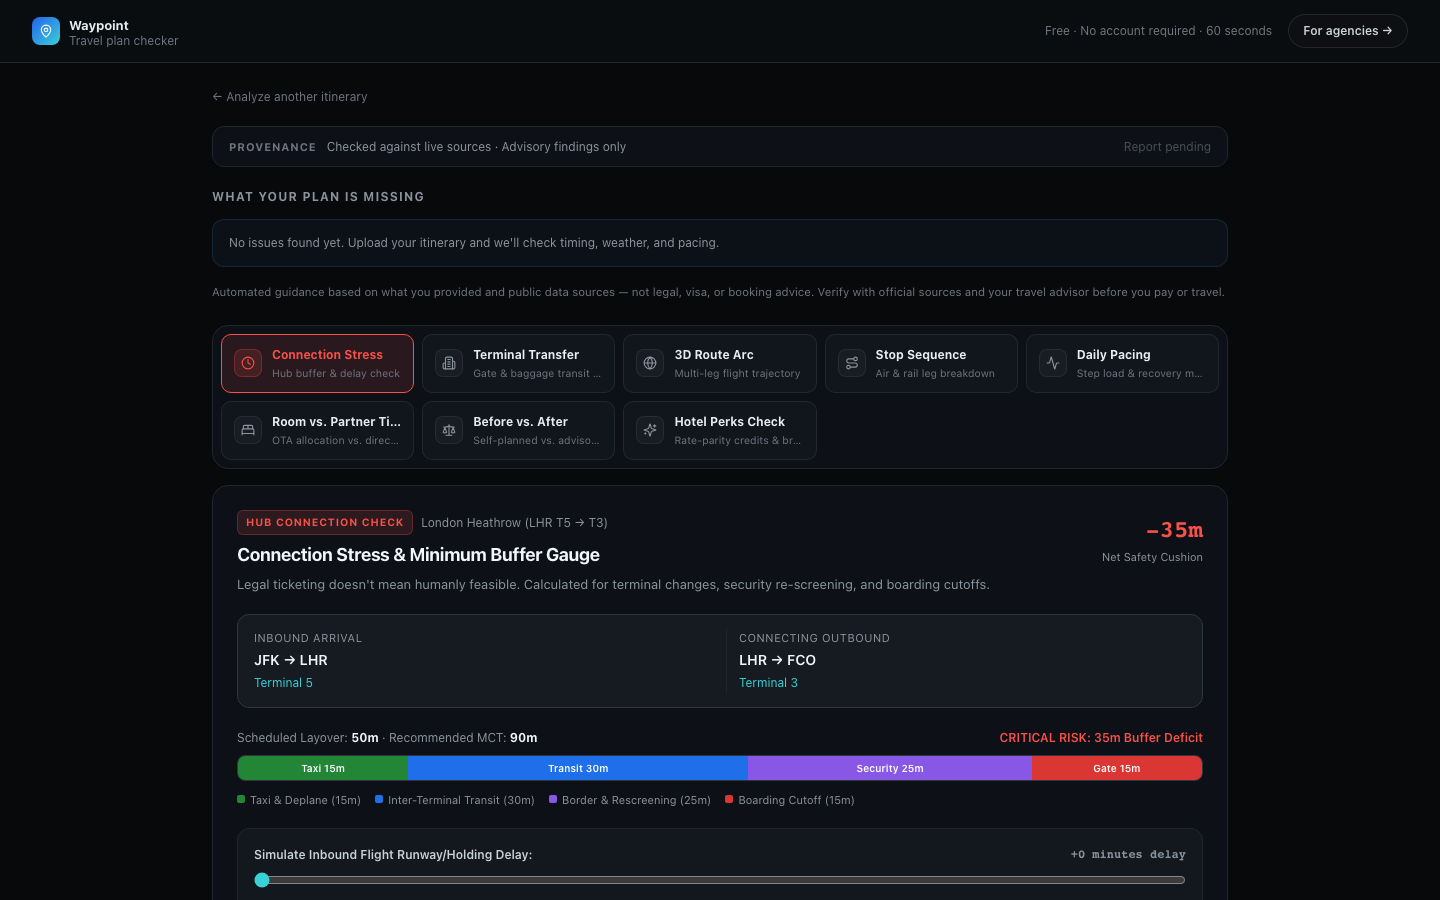 Waypoint
Travel plan checker
Free · No account required · 60 seconds
For agencies →
← Analyze another itinerary
PROVENANCE Checked against live sources · Advisory findings only
Report pending
WHAT YOUR PLAN IS MISSING
No issues found yet. Upload your itinerary and we'll check timing, weather, and pacing.
Automated guidance based on what you provided and public data sources — not legal, visa, or booking advice. Verify with official sources and your travel advisor before you pay or travel.
Connection Stress
Hub buffer & delay check
Terminal Transfer
Gate & baggage transit ...
3D Route Arc
Multi-leg flight trajectory
Stop Sequence
Air & rail leg breakdown
Daily Pacing
Step load & recovery m...
Room vs. Partner Ti...
OTA allocation vs. direc...
Before vs. After
Self-planned vs. adviso...
Hotel Perks Check
Rate-parity credits & br...
HUB CONNECTION CHECK London Heathrow (LHR T5 → T3)
-35m
Net Safety Cushion
Connection Stress & Minimum Buffer Gauge
Legal ticketing doesn't mean humanly feasible. Calculated for terminal changes, security re-screening, and boarding cutoffs.
INBOUND ARRIVAL
JFK → LHR
Terminal 5
CONNECTING OUTBOUND
LHR → FCO
Terminal 3
Scheduled Layover: 50m · Recommended MCT: 90m
CRITICAL RISK: 35m Buffer Deficit
Taxi 15m
Transit 30m
Security 25m
Gate 15m
Taxi & Deplane (15m)
Inter-Terminal Transit (30m)
Border & Rescreening (25m)
Boarding Cutoff (15m)
Simulate Inbound Flight Runway/Holding Delay:
+0 minutes delay